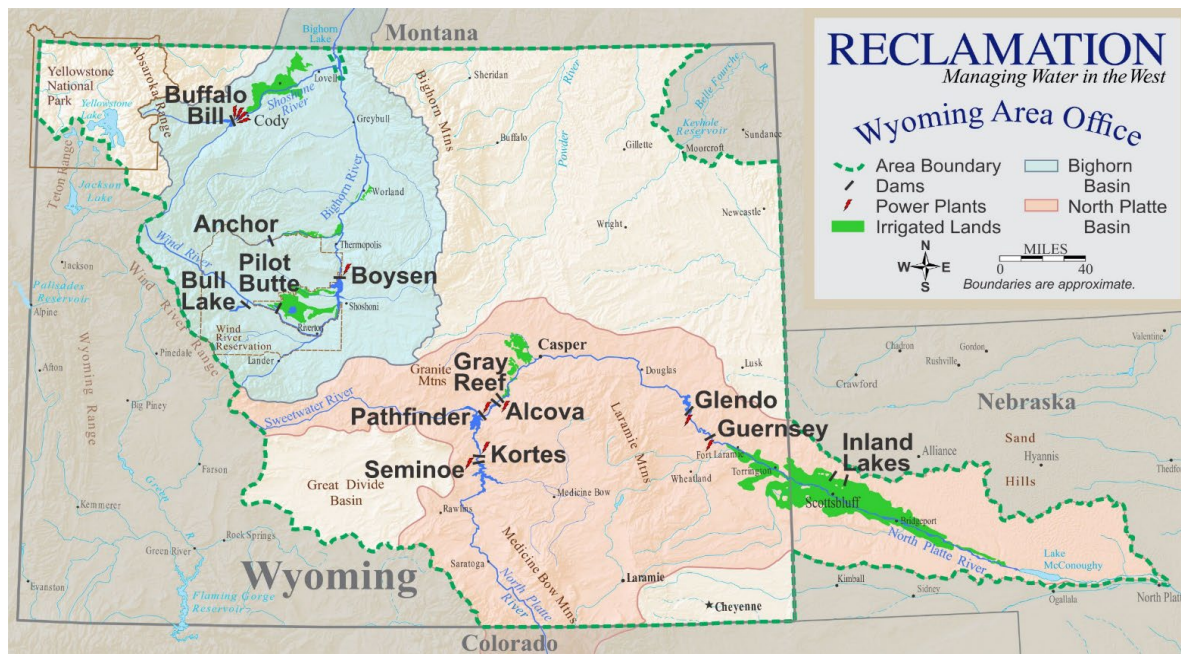 Montana
RECLAMATION
Managing Water in the West
Wyoming Area Office
Area Boundary
Dams
Power Plants
Irrigated Lands
Bighorn
Basin
North Platte
Basin
N
W
E
S
MILES
0
40
Boundaries are approximate.
Bighorn
Lake
Yellowstone
National
Park
Yellowstone
Lake
Absaroka Range
Teton Range
Jackson
Lake
Buffalo
Bill
Shoshone
River
Cody
Lovell
Greybull
Bighorn Mtns
Sheridan
Buffalo
River
Powder
Gillette
Belle Fourche
R
Keyhole
Reservoir
Sundance
Moorcroft
Newcastle
Wright
Bighorn River
Worland
Anchor
Thermopolis
Wind River
Pilot
Butte
Boysen
Bull
Lake
Shoshoni
Riverton
Wind
River
Reservation
Lander
Wind River Range
Jackson
Palisades
Reservoir
Alpine
Wyoming Range
Afton
Pinedale
Big Piney
Farson
Green
R
Kemmerer
Green River
Rock Springs
Evanston
Flaming Gorge
Reservoir
Wyoming
Colorado
Casper
Gray
Reef
Granite
Mtns
Sweetwater River
Pathfinder
Alcova
Kortes
Seminoe
Great Divide
Basin
Rawlins
Medicine Bow
Saratoga
Medicine Bow Mtns
North Platte
River
Laramie Mtns
Laramie
Cheyenne
Douglas
Lusk
Glendo
Guernsey
Fort Laramie
Wheatland
Torrington
Inland
Lakes
Scottsbluff
Bridgeport
North Platte River
Lake
McConoughy
Nebraska
Chadron
Gordon
Rushville
Crawford
Valentine
Alliance
Sand
Hills
Hyannis
Thedfo
Kimball
Sidney
Ogallala
North Platt